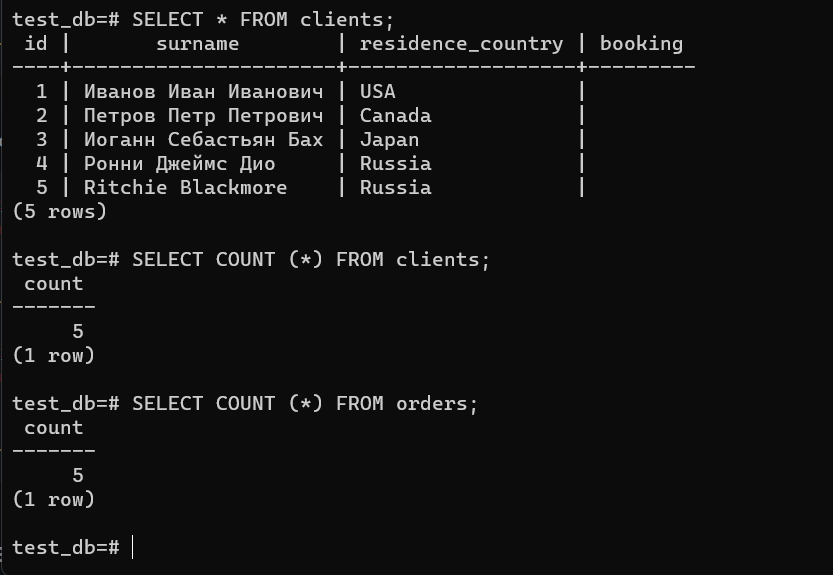 test_db=# SELECT * FROM clients;
 id |       surname        | residence_country | booking
----+----------------------+-------------------+---------
  1 | Иванов Иван Иванович | USA               |
  2 | Петров Петр Петрович | Canada            |
  3 | Иоганн Себастьян Бах | Japan             |
  4 | Ронни Джеймс Дио     | Russia            |
  5 | Ritchie Blackmore    | Russia            |
(5 rows)

test_db=# SELECT COUNT (*) FROM clients;
 count
-------
     5
(1 row)

test_db=# SELECT COUNT (*) FROM orders;
 count
-------
     5
(1 row)

test_db=#